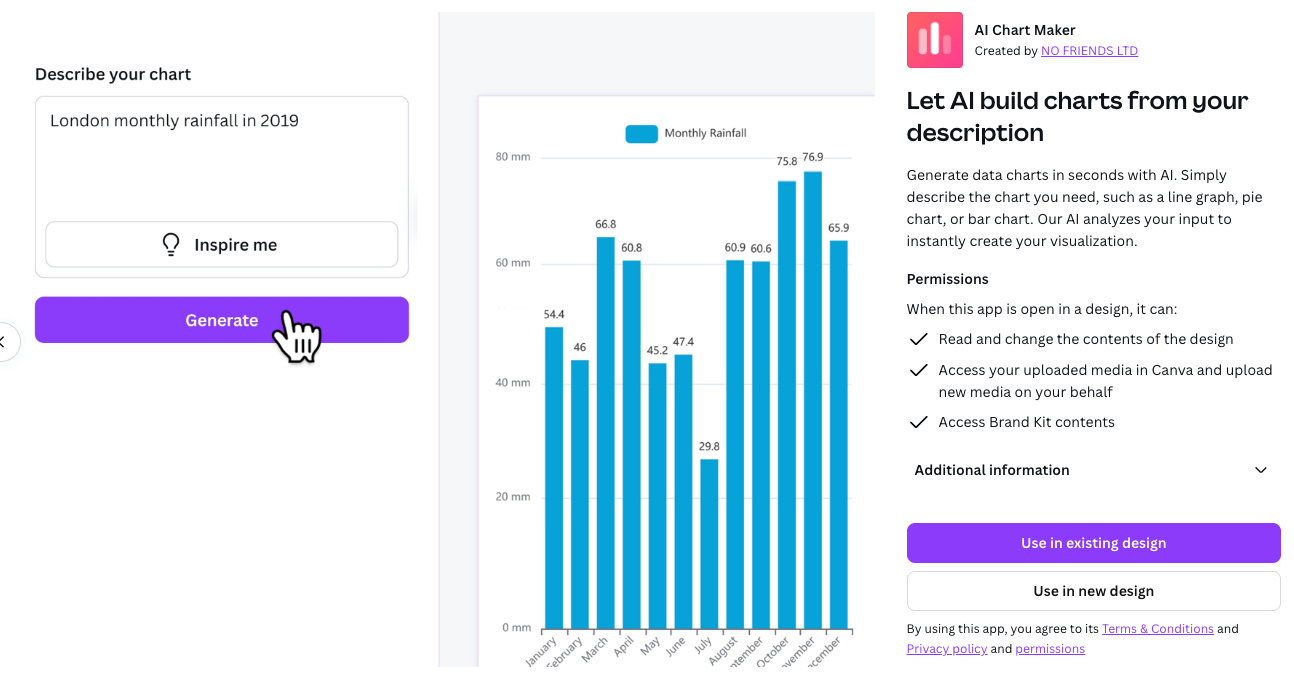 Describe your chart
London monthly rainfall in 2019
Inspire me
Generate
Monthly Rainfall
80 mm
60 mm
40 mm
20 mm
0 mm
54.4
46
66.8
60.8
45.2
47.4
29.8
60.9
60.6
75.8
76.9
65.9
January
February
March
April
May
June
July
August
ptember
October
ovember
ecember
AI Chart Maker
Created by NO FRIENDS LTD
Let AI build charts from your
description
Generate data charts in seconds with AI. Simply
describe the chart you need, such as a line graph, pie
chart, or bar chart. Our AI analyzes your input to
instantly create your visualization.
Permissions
When this app is open in a design, it can:
Read and change the contents of the design
Access your uploaded media in Canva and upload
new media on your behalf
Access Brand Kit contents
Additional information
Use in existing design
Use in new design
By using this app, you agree to its Terms & Conditions and
Privacy policy and permissions